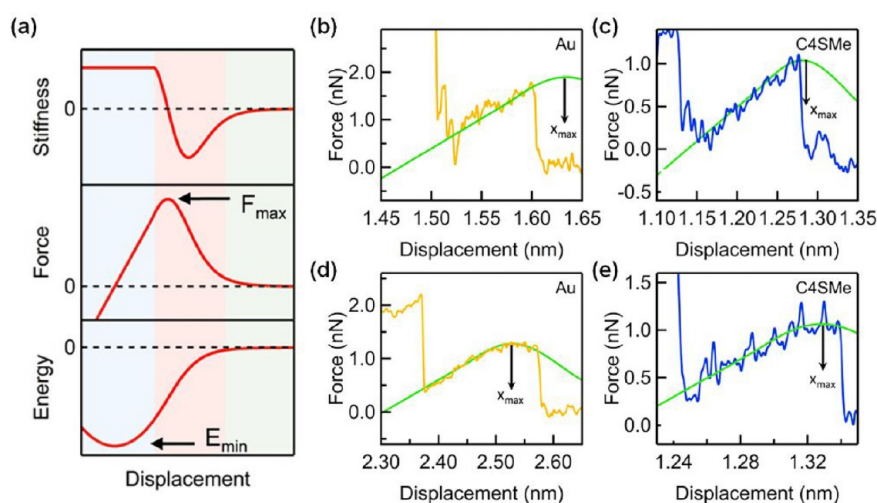 (a)
Stiffness
0
Force
0
F_max
Energy
0
E_min
Displacement
(b)
Au
Force (nN)
2.0
1.0
0.0
x_max
1.45 1.50 1.55 1.60 1.65
Displacement (nm)
(c)
C4SMe
Force (nN)
1.0
0.5
0.0
-0.5
x_max
1.10 1.15 1.20 1.25 1.30 1.35
Displacement (nm)
(d)
Au
Force (nN)
2.0
1.0
0.0
x_max
2.30 2.40 2.50 2.60
Displacement (nm)
(e)
C4SMe
Force (nN)
1.5
1.0
0.5
0.0
x_max
1.24 1.28 1.32
Displacement (nm)